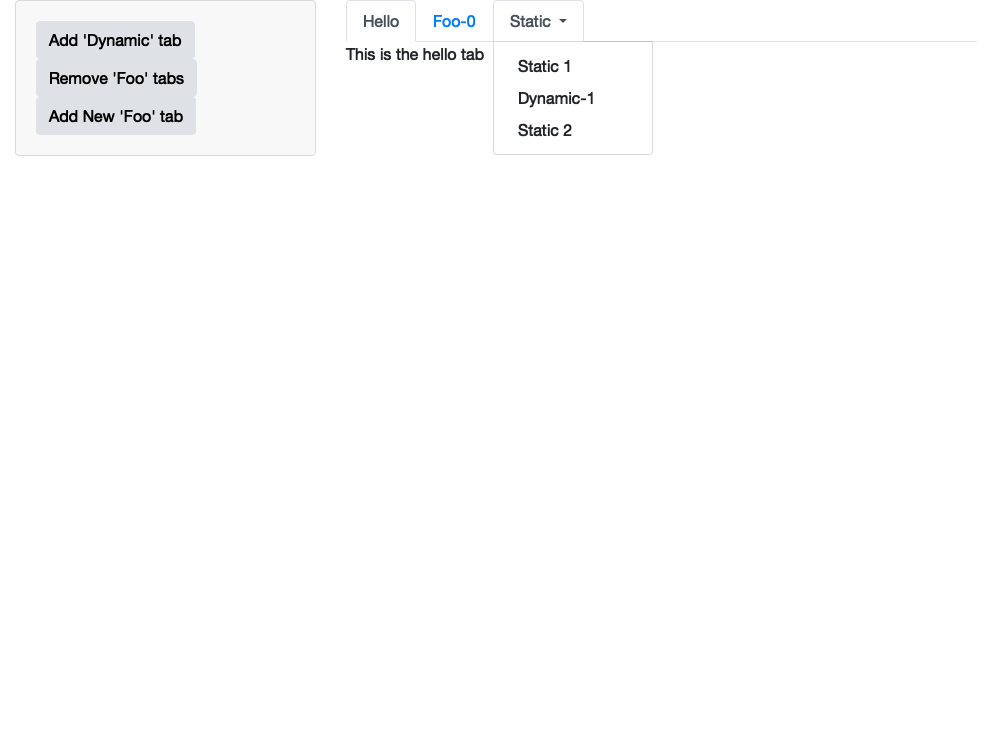 Add 'Dynamic' tab
Remove 'Foo' tabs
Add New 'Foo' tab
Hello Foo-0 Static
This is the hello tab
Static 1
Dynamic-1
Static 2